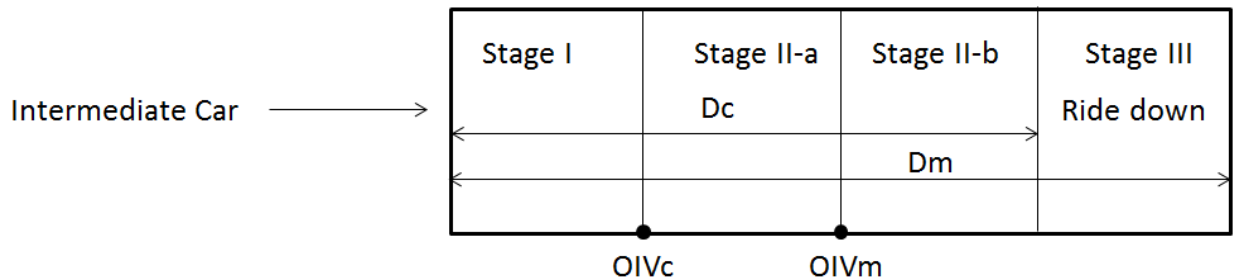 Stage I
Stage II-a
Stage II-b
Stage III
Intermediate Car
Dc
Ride down
Dm
OIVc
OIVm